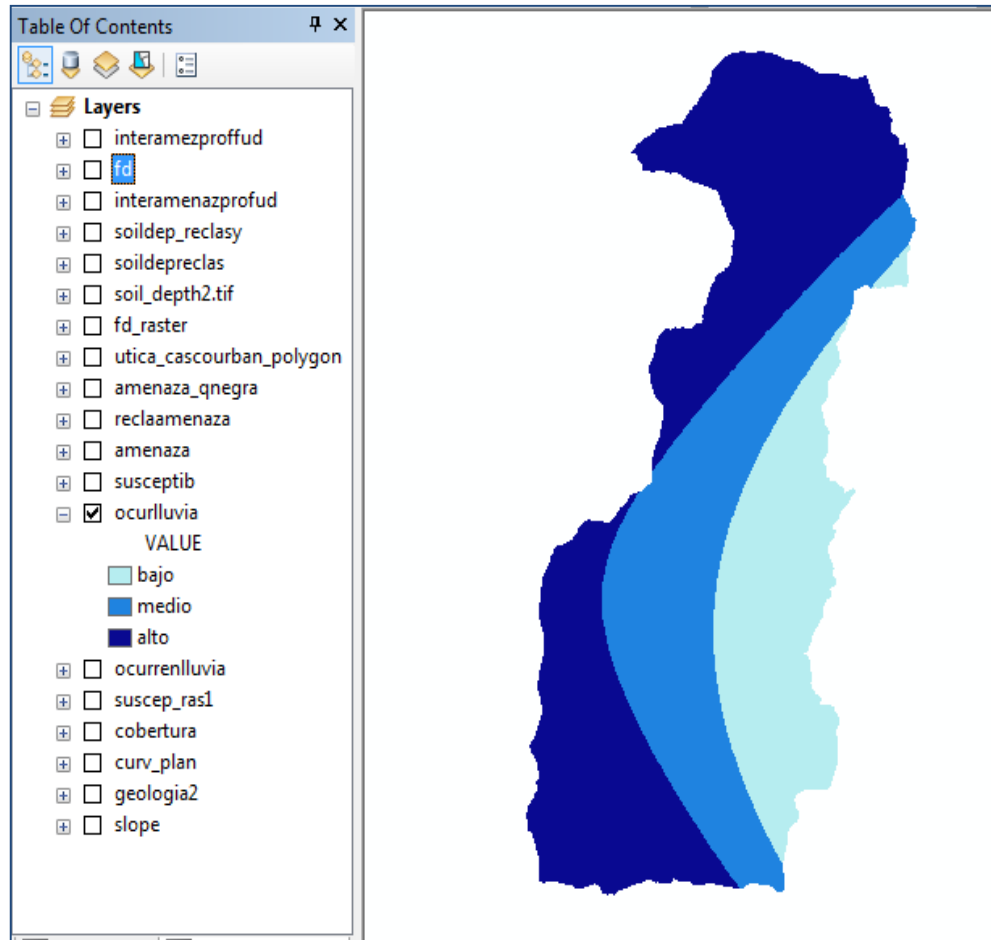 Table Of Contents
Layers
interamezproffud
fd
interamenazprofud
soildep_reclasy
soildepreclas
soil_depth2.tif
fd_raster
utica_cascourban_polygon
amenaza_qnegra
reclaamenaza
amenaza
susceptib
ocurlluvia
VALUE
bajo
medio
alto
ocurrenlluvia
suscep_ras1
cobertura
curv_plan
geologia2
slope